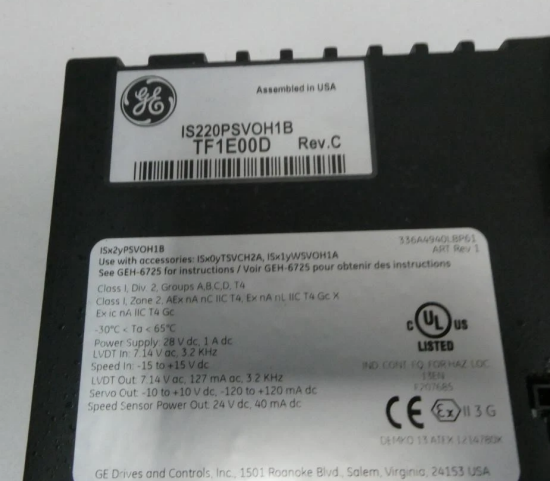 GE
Assembled in USA
IS220PSVOH1B
TF1E00D Rev.C
336A4940LBP61
ISx2yPSVOH1B ART Rev 1
Use with accessories: ISx0yTSVCH2A, ISx1yWSVOH1A
See GEH-6725 for instructions / Voir GEH-6725 pour obtenir des instructions
Class I, Div. 2, Groups A,B,C,D, T4
Class I, Zone 2, AEx nA nC IIC T4, Ex nA nL IIC T4 Gc X
Ex ic nA IIC T4 Gc
-30°C < Ta < 65°C
Power Supply: 28 V dc, 1 A dc
LVDT In: 7.14 V ac, 3.2 KHz
Speed In: -15 to +15 V dc
LVDT Out: 7.14 V ac, 127 mA ac, 3.2 KHz
Servo Out: -10 to +10 V dc, -120 to +120 mA dc
Speed Sensor Power Out: 24 V dc, 40 mA dc
C UL US
LISTED
IND. CONT. EQ. FOR HAZ. LOC.
E207685
CE Ex II 3 G
DEMKO 13 ATEX
GE Drives and Controls, Inc., 1501 Roanoke Blvd., Salem, Virginia, 24153 USA